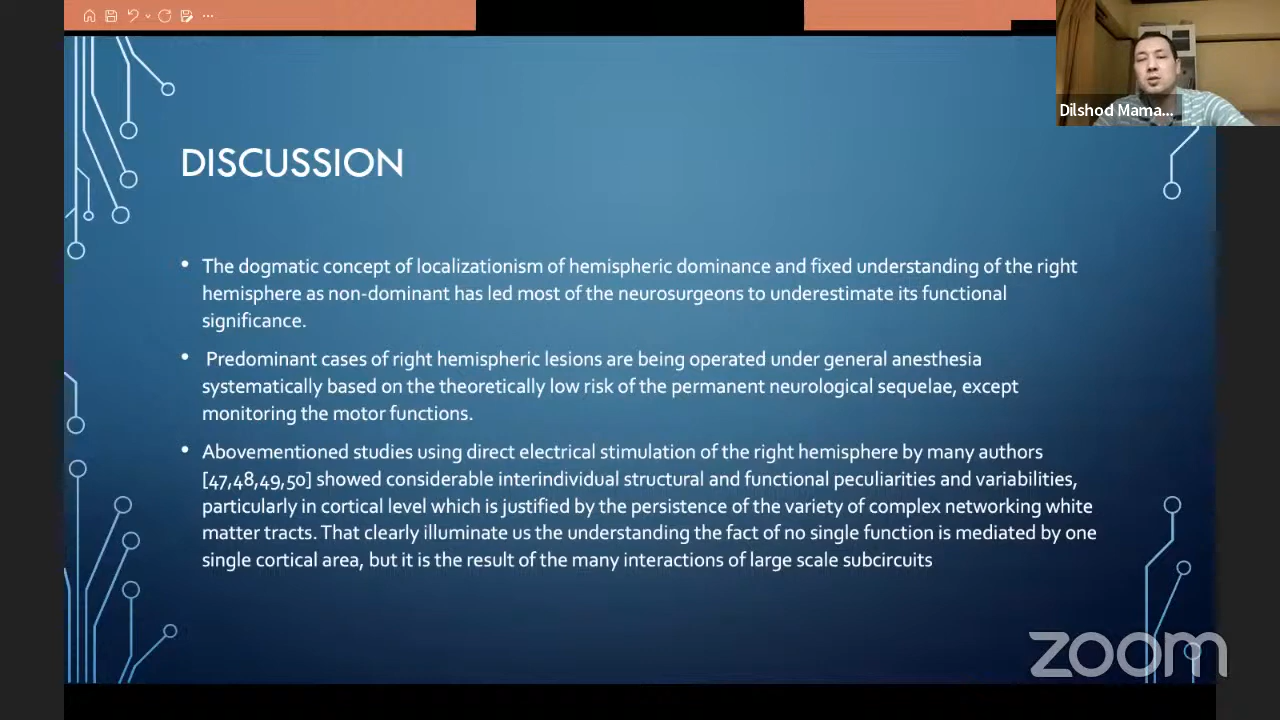 Dilshod Mama...
DISCUSSION
• The dogmatic concept of localizationism of hemispheric dominance and fixed understanding of the right
hemisphere as non-dominant has led most of the neurosurgeons to underestimate its functional
significance.
• Predominant cases of right hemispheric lesions are being operated under general anesthesia
systematically based on the theoretically low risk of the permanent neurological sequelae, except
monitoring the motor functions.
• Abovementioned studies using direct electrical stimulation of the right hemisphere by many authors
[47,48,49,50] showed considerable interindividual structural and functional peculiarities and variabilities,
particularly in cortical level which is justified by the persistence of the variety of complex networking white
matter tracts. That clearly illuminate us the understanding the fact of no single function is mediated by one
single cortical area, but it is the result of the many interactions of large scale subcircuits
zoom